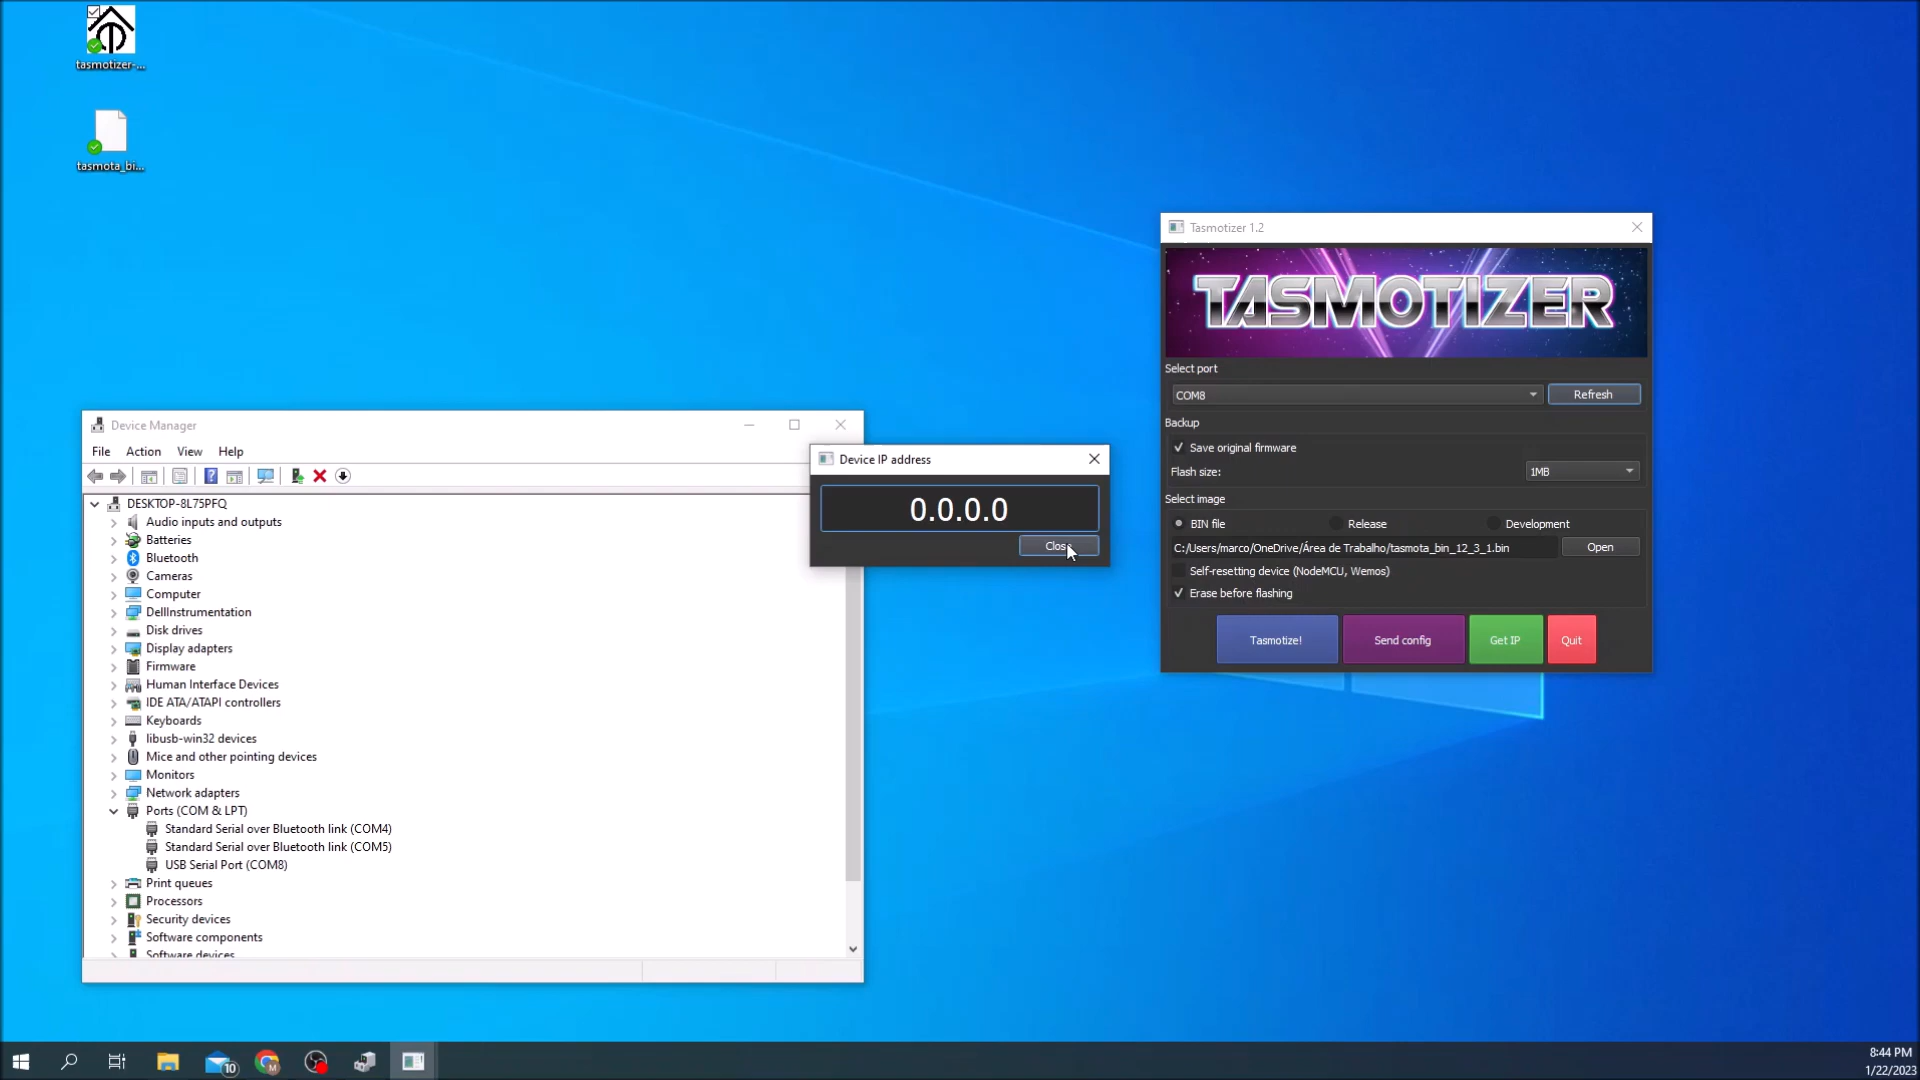 tasmotizer-...
tasmota_bi...
Device Manager
File Action View Help
DESKTOP-8L75PFQ
Audio inputs and outputs
Batteries
Bluetooth
Cameras
Computer
DellInstrumentation
Disk drives
Display adapters
Firmware
Human Interface Devices
IDE ATA/ATAPI controllers
Keyboards
libusb-win32 devices
Mice and other pointing devices
Monitors
Network adapters
Ports (COM & LPT)
Standard Serial over Bluetooth link (COM4)
Standard Serial over Bluetooth link (COM5)
USB Serial Port (COM8)
Print queues
Processors
Security devices
Software components
Software devices
Device IP address
0.0.0.0
Close
Tasmotizer 1.2
TASMOTIZER
Select port
COM8 Refresh
Backup
Save original firmware
Flash size: 1MB
Select image
BIN file Release Development
C:/Users/marco/OneDrive/Área de Trabalho/tasmota_bin_12_3_1.bin Open
Self-resetting device (NodeMCU, Wemos)
Erase before flashing
Tasmotize! Send config Get IP Quit
10
M
8:44 PM
1/22/2023